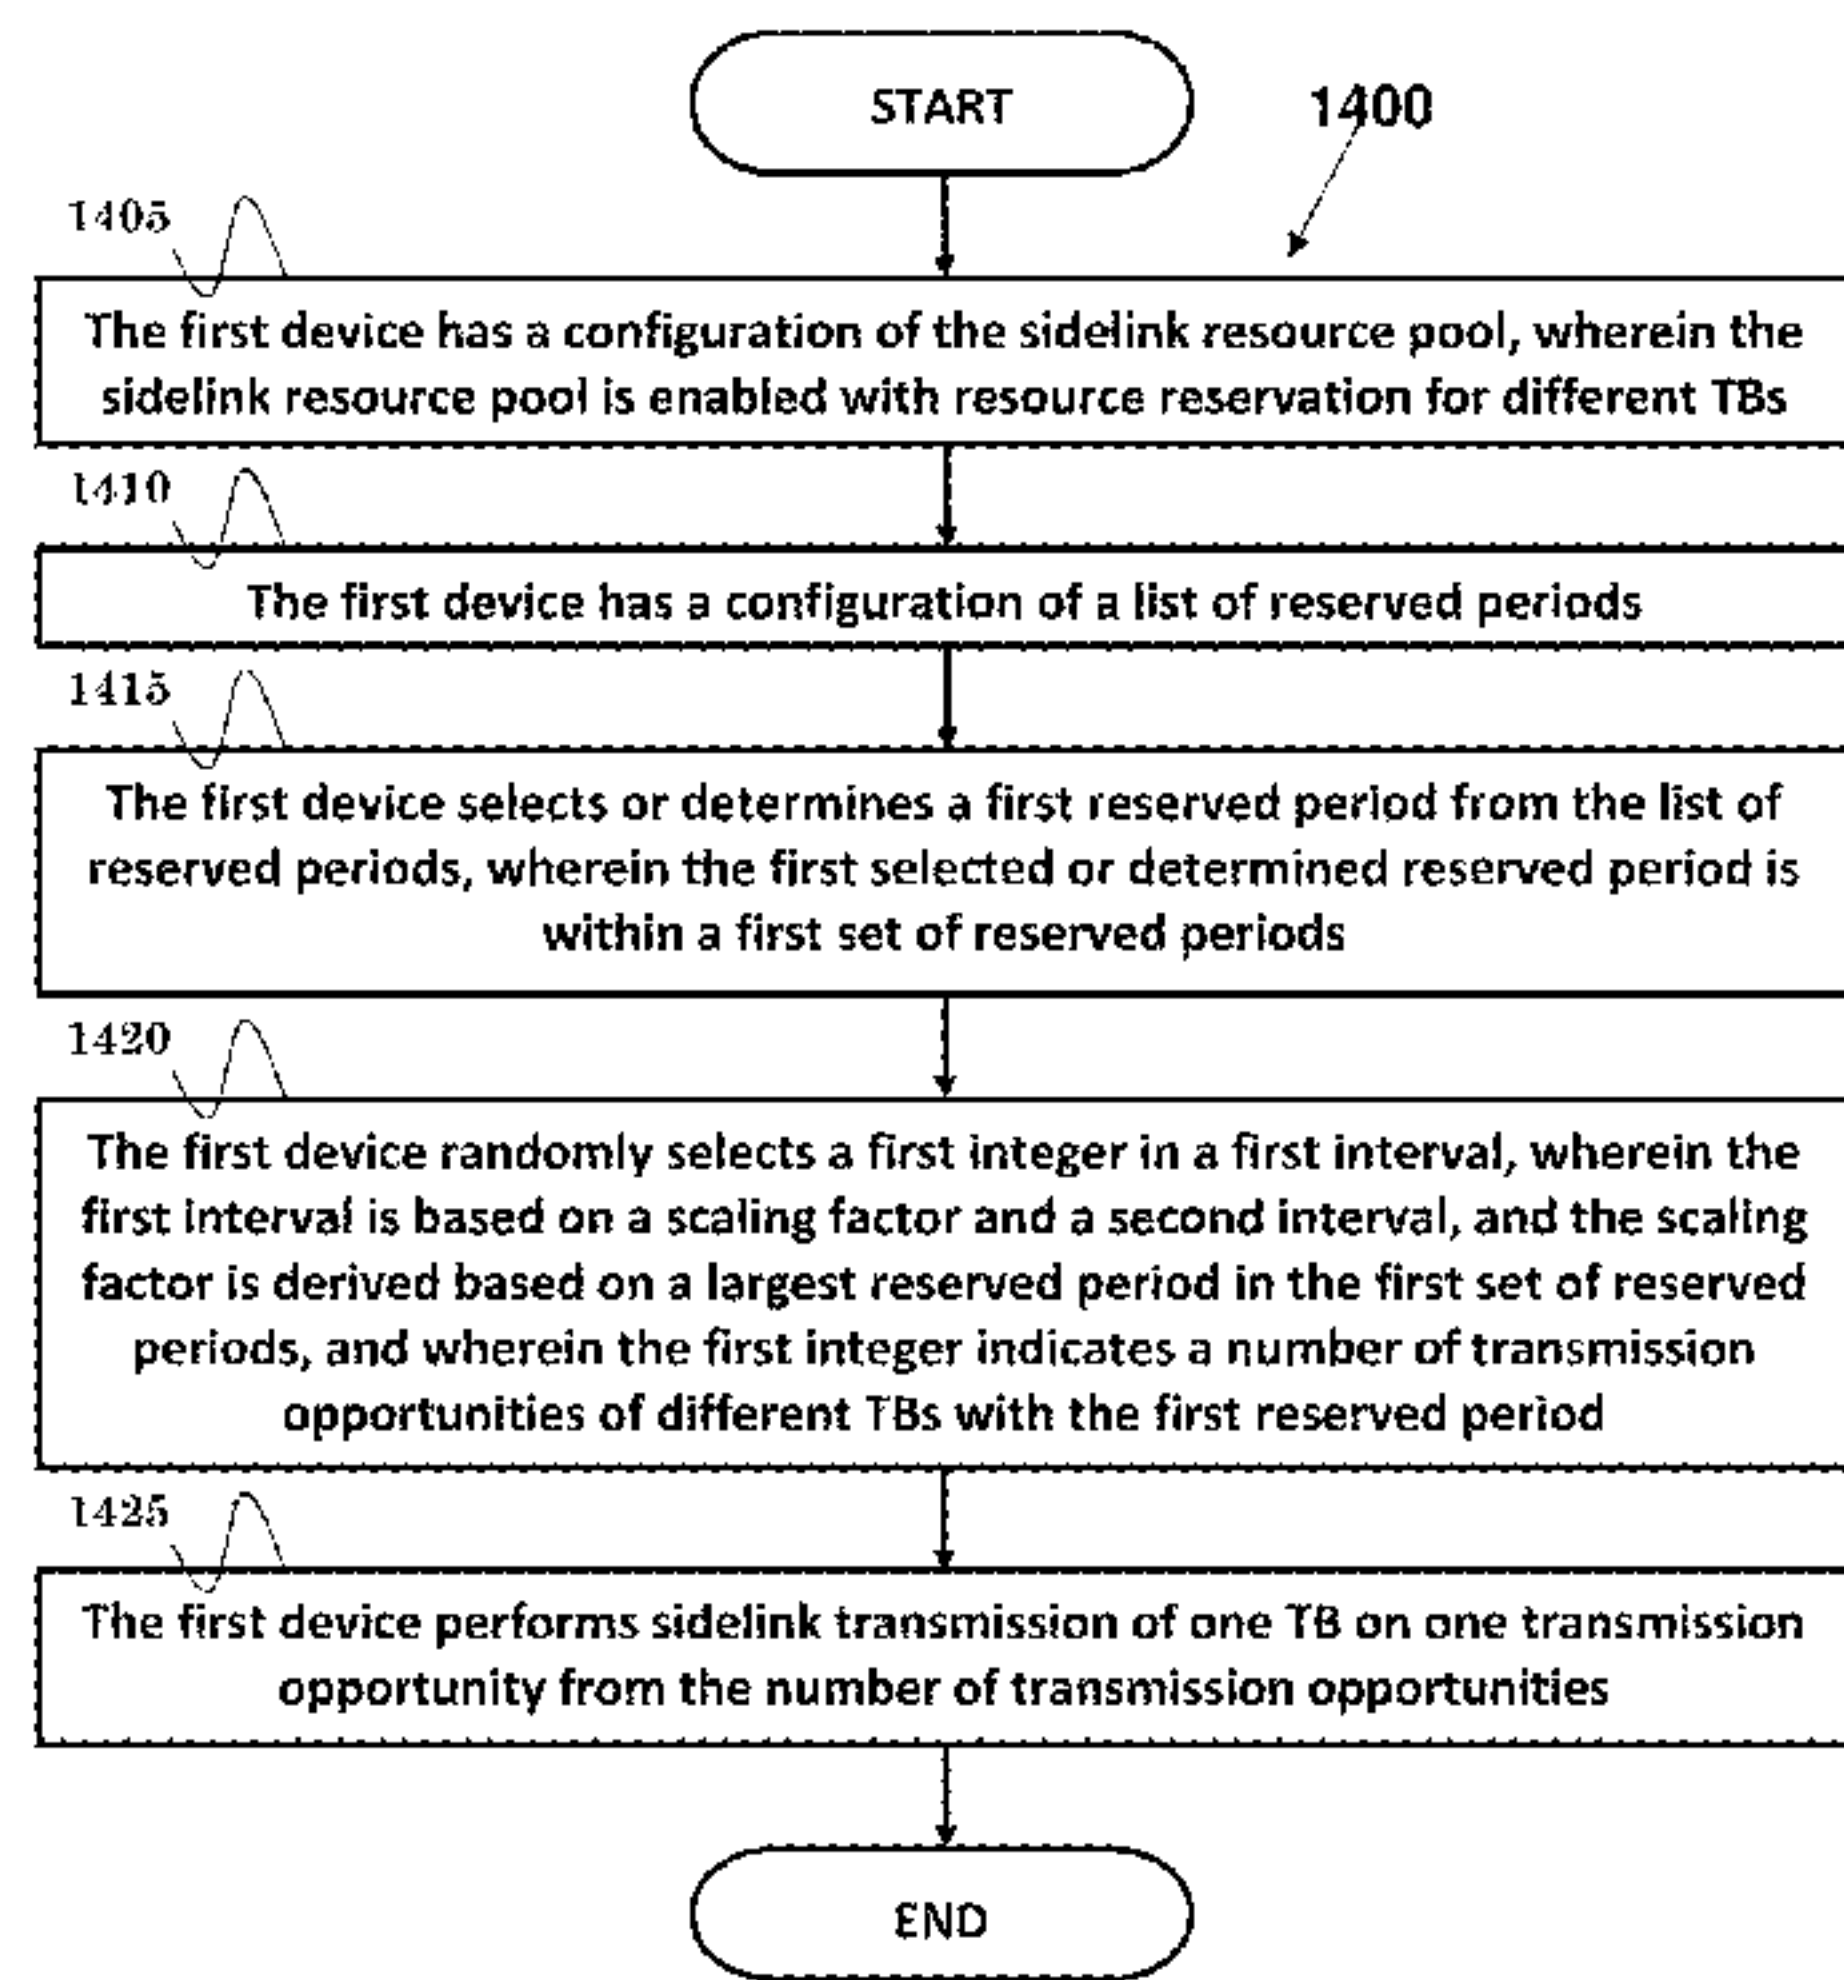 START
1400
1405
The first device has a configuration of the sidelink resource pool, wherein the
sidelink resource pool is enabled with resource reservation for different TBs
1410
The first device has a configuration of a list of reserved periods
1415
The first device selects or determines a first reserved period from the list of
reserved periods, wherein the first selected or determined reserved period is
within a first set of reserved periods
1420
The first device randomly selects a first integer in a first interval, wherein the
first interval is based on a scaling factor and a second interval, and the scaling
factor is derived based on a largest reserved period in the first set of reserved
periods, and wherein the first integer indicates a number of transmission
opportunities of different TBs with the first reserved period
1425
The first device performs sidelink transmission of one TB on one transmission
opportunity from the number of transmission opportunities
END